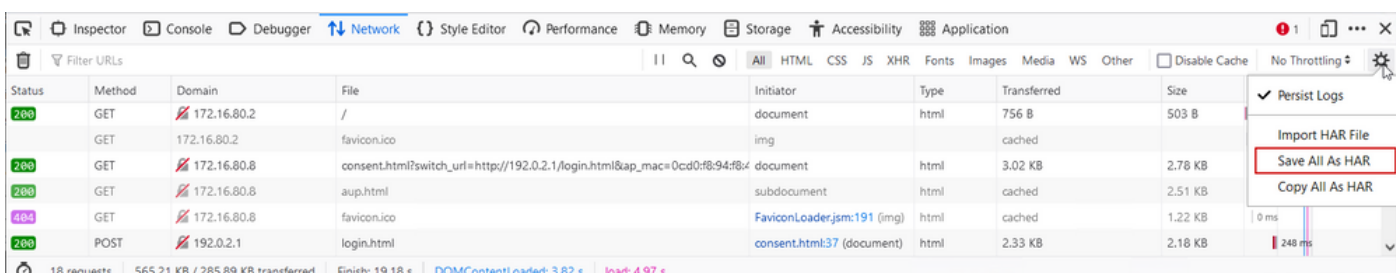 Inspector Console Debugger Network Style Editor Performance Memory Storage Accessibility Application 1
Filter URLs All HTML CSS JS XHR Fonts Images Media WS Other Disable Cache No Throttling
Status Method Domain File Initiator Type Transferred Size
Persist Logs
200 GET 172.16.80.2 / document html 756 B 503 B
GET 172.16.80.2 favicon.ico img cached
Import HAR File
200 GET 172.16.80.8 consent.html?switch_url=http://192.0.2.1/login.html&ap_mac=0c:d0:f8:94:f8:4 document html 3.02 KB 2.78 KB
Save All As HAR
200 GET 172.16.80.8 aup.html subdocument html cached 2.51 KB
Copy All As HAR
404 GET 172.16.80.8 favicon.ico FaviconLoader.jsm:191 (img) html cached 1.22 KB 0 ms
200 POST 192.0.2.1 login.html consent.html:37 (document) html 2.33 KB 2.18 KB 248 ms
18 requests 565.21 KB / 285.89 KB transferred Finish: 19.18 s DOMContentLoaded: 3.82 s load: 4.97 s